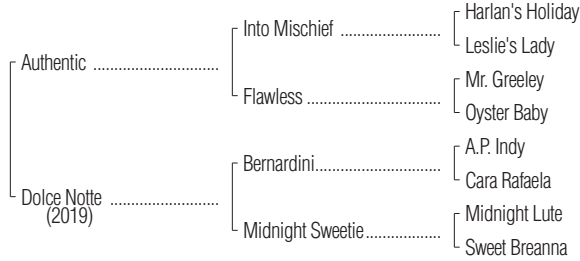 Harlan's Holiday
Into Mischief ......................
Leslie's Lady
Authentic ...........................
Mr. Greeley
Flawless .............................
Oyster Baby
A.P. Indy
Bernardini...........................
Cara Rafaela
Dolce Notte .......................
(2019)
Midnight Lute
Midnight Sweetie.................
Sweet Breanna